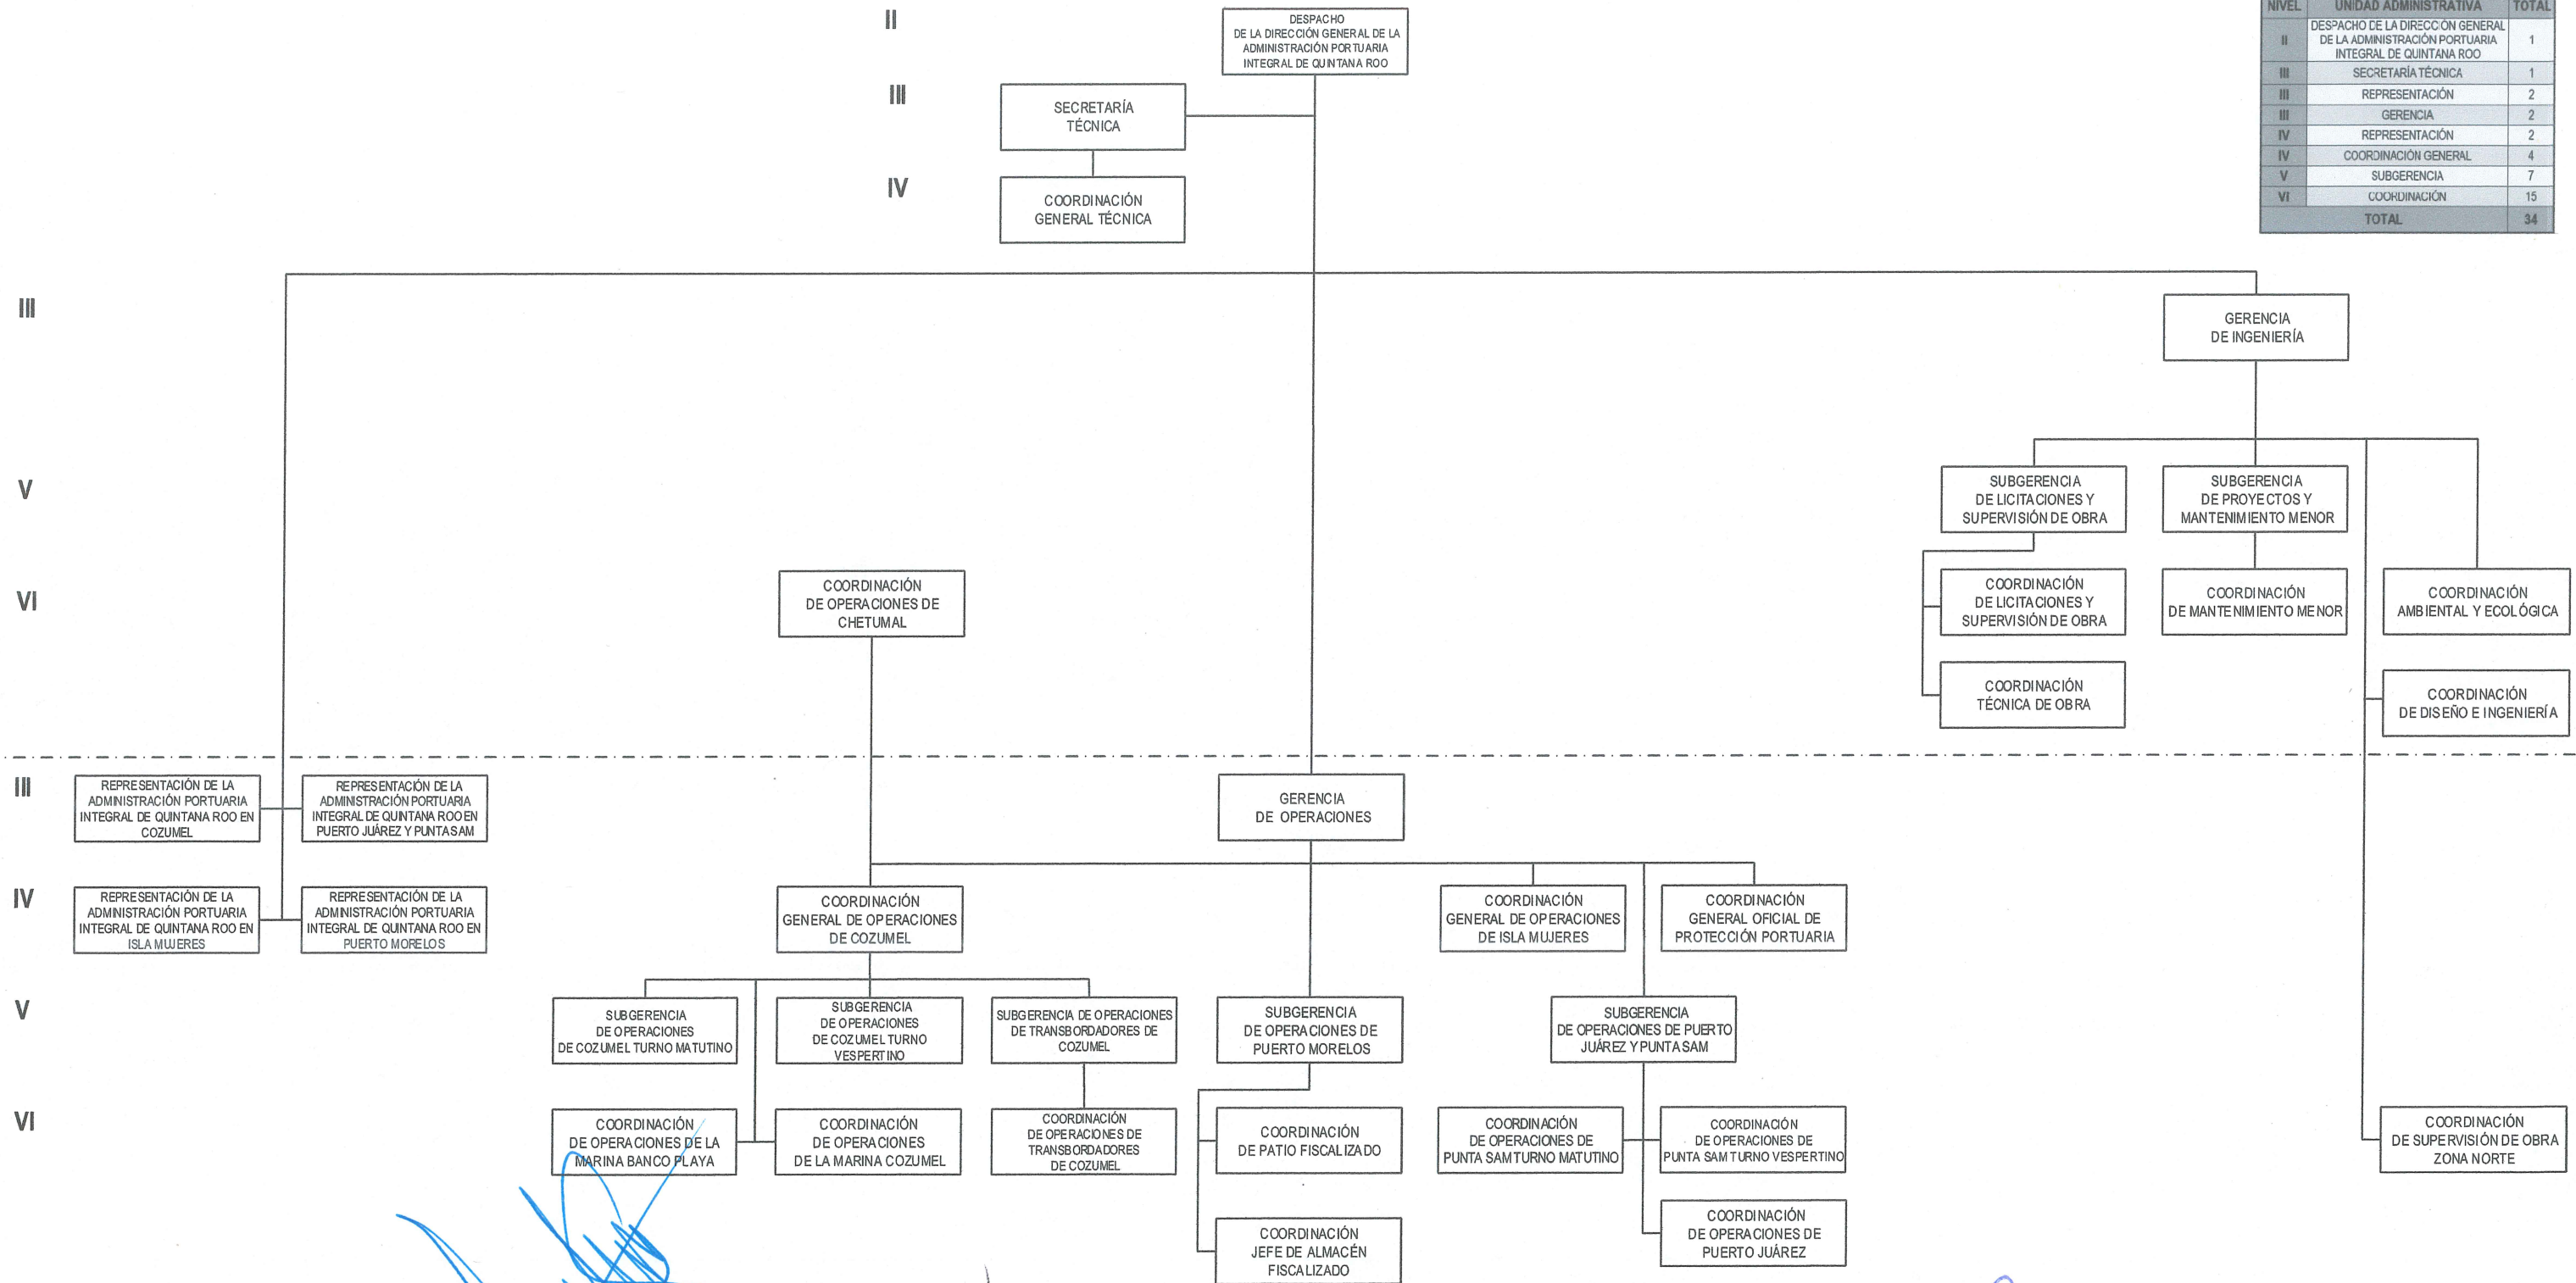 II
DESPACHO
DE LA DIRECCIÓN GENERAL DE LA
ADMINISTRACIÓN PORTUARIA
INTEGRAL DE QUINTANA ROO
NIVEL UNIDAD ADMINISTRATIVA TOTAL
II DESPACHO DE LA DIRECCIÓN GENERAL DE LA ADMINISTRACIÓN PORTUARIA INTEGRAL DE QUINTANA ROO 1
III SECRETARÍA TÉCNICA 1
III REPRESENTACIÓN 2
III GERENCIA 2
IV REPRESENTACIÓN 2
IV COORDINACIÓN GENERAL 4
V SUBGERENCIA 7
VI COORDINACIÓN 15
TOTAL 34
III
SECRETARÍA
TÉCNICA
IV
COORDINACIÓN
GENERAL TÉCNICA
III
GERENCIA
DE INGENIERÍA
V
SUBGERENCIA
DE LICITACIONES Y
SUPERVISIÓN DE OBRA
SUBGERENCIA
DE PROYECTOS Y
MANTENIMIENTO MENOR
VI
COORDINACIÓN
DE OPERACIONES DE
CHETUMAL
COORDINACIÓN
DE LICITACIONES Y
SUPERVISIÓN DE OBRA
COORDINACIÓN
DE MANTENIMIENTO MENOR
COORDINACIÓN
AMBIENTAL Y ECOLÓGICA
COORDINACIÓN
TÉCNICA DE OBRA
COORDINACIÓN
DE DISEÑO E INGENIERÍA
III
REPRESENTACIÓN DE LA
ADMINISTRACIÓN PORTUARIA
INTEGRAL DE QUINTANA ROO EN
COZUMEL
REPRESENTACIÓN DE LA
ADMINISTRACIÓN PORTUARIA
INTEGRAL DE QUINTANA ROO EN
PUERTO JUÁREZ Y PUNTA SAM
GERENCIA
DE OPERACIONES
IV
REPRESENTACIÓN DE LA
ADMINISTRACIÓN PORTUARIA
INTEGRAL DE QUINTANA ROO EN
ISLA MUJERES
REPRESENTACIÓN DE LA
ADMINISTRACIÓN PORTUARIA
INTEGRAL DE QUINTANA ROO EN
PUERTO MORELOS
COORDINACIÓN
GENERAL DE OPERACIONES
DE COZUMEL
COORDINACIÓN
GENERAL DE OPERACIONES
DE ISLA MUJERES
COORDINACIÓN
GENERAL OFICIAL DE
PROTECCIÓN PORTUARIA
V
SUBGERENCIA
DE OPERACIONES
DE COZUMEL TURNO MATUTINO
SUBGERENCIA
DE OPERACIONES
DE COZUMEL TURNO
VESPERTINO
SUBGERENCIA DE OPERACIONES
DE TRANSBORDADORES DE
COZUMEL
SUBGERENCIA
DE OPERACIONES DE
PUERTO MORELOS
SUBGERENCIA
DE OPERACIONES DE PUERTO
JUÁREZ Y PUNTA SAM
VI
COORDINACIÓN
DE OPERACIONES DE LA
MARINA BANCO PLAYA
COORDINACIÓN
DE OPERACIONES
DE LA MARINA COZUMEL
COORDINACIÓN
DE OPERACIONES DE
TRANSBORDADORES
DE COZUMEL
COORDINACIÓN
DE PATIO FISCALIZADO
COORDINACIÓN
DE OPERACIONES DE
PUNTA SAM TURNO MATUTINO
COORDINACIÓN
DE OPERACIONES DE
PUNTA SAM TURNO VESPERTINO
COORDINACIÓN
DE SUPERVISIÓN DE OBRA
ZONA NORTE
COORDINACIÓN
JEFE DE ALMACÉN
FISCALIZADO
COORDINACIÓN
DE OPERACIONES DE
PUERTO JUÁREZ